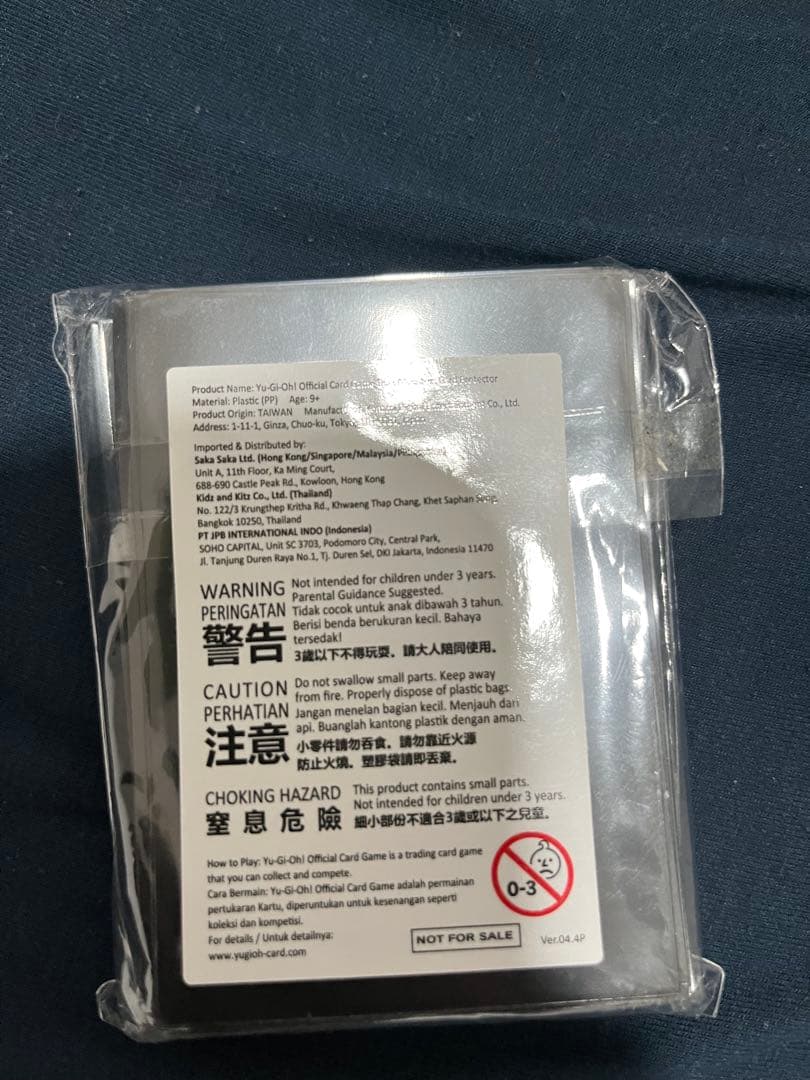 Product Name: Yu-Gi-Oh! Official Card Game Protector
Material: Plastic (PP) Age: 9+
Product Origin: TAIWAN Co., Ltd.
Address: 1-11-1, Ginza, Chuo-ku, Tokyo,
Imported & Distributed by:
Saka Saka Ltd. (Hong Kong/Singapore/Malaysia/
Unit A, 11th Floor, Ka Ming Court,
688-690 Castle Peak Rd., Kowloon, Hong Kong
Kidz and Kitz Co., Ltd. (Thailand)
No. 122/3 Krungthep Kritha Rd., Khwaeng Thap Chang, Khet Saphan Sung,
Bangkok 10250, Thailand
PT JPB INTERNATIONAL INDO (Indonesia)
SOHO CAPITAL, Unit SC 3703, Podomoro City, Central Park,
Jl. Tanjung Duren Raya No.1, Tj. Duren Sel, DKI Jakarta, Indonesia 11470
WARNING
PERINGATAN
警告
Not intended for children under 3 years.
Parental Guidance Suggested.
Tidak cocok untuk anak dibawah 3 tahun.
Berisi benda berukuran kecil. Bahaya
tersedak!
3歲以下不得玩耍。請大人陪同使用。
CAUTION
PERHATIAN
注意
Do not swallow small parts. Keep away
from fire. Properly dispose of plastic bags.
Jangan menelan bagian kecil. Menjauh dari
api. Buanglah kantong plastik dengan aman.
小零件請勿吞食。請勿靠近火源
防止火燒。塑膠袋請即丟棄。
CHOKING HAZARD
窒息危險
This product contains small parts.
Not intended for children under 3 years.
細小部份不適合3歲或以下之兒童。
How to Play: Yu-Gi-Oh! Official Card Game is a trading card game
that you can collect and compete.
Cara Bermain: Yu-Gi-Oh! Official Card Game adalah permainan
pertukaran Kartu, diperuntukan untuk kesenangan seperti
koleksi dan kompetisi.
For details / Untuk detailnya:
www.yugioh-card.com
0-3
NOT FOR SALE
Ver.04.4P